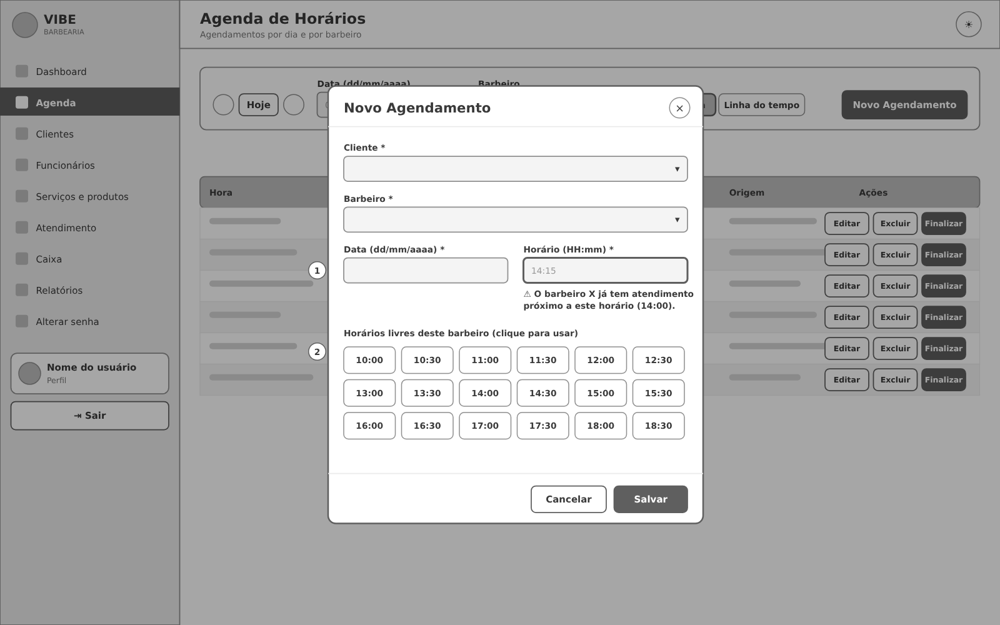 VIBE
BARBEARIA
Dashboard
Agenda
Clientes
Funcionários
Serviços e produtos
Atendimento
Caixa
Relatórios
Alterar senha
Nome do usuário
Perfil
⇥ Sair
Agenda de Horários
Agendamentos por dia e por barbeiro
☀
Hoje
Data (dd/mm/aaaa)
Barbeiro
Linha do tempo
Novo Agendamento
Hora
Origem
Ações
Editar Excluir Finalizar
Editar Excluir Finalizar
Editar Excluir Finalizar
Editar Excluir Finalizar
Editar Excluir Finalizar
Editar Excluir Finalizar
Novo Agendamento
×
Cliente *
▼
Barbeiro *
▼
1
Data (dd/mm/aaaa) *
Horário (HH:mm) *
14:15
⚠ O barbeiro X já tem atendimento
próximo a este horário (14:00).
2
Horários livres deste barbeiro (clique para usar)
10:00 10:30 11:00 11:30 12:00 12:30
13:00 13:30 14:00 14:30 15:00 15:30
16:00 16:30 17:00 17:30 18:00 18:30
Cancelar Salvar